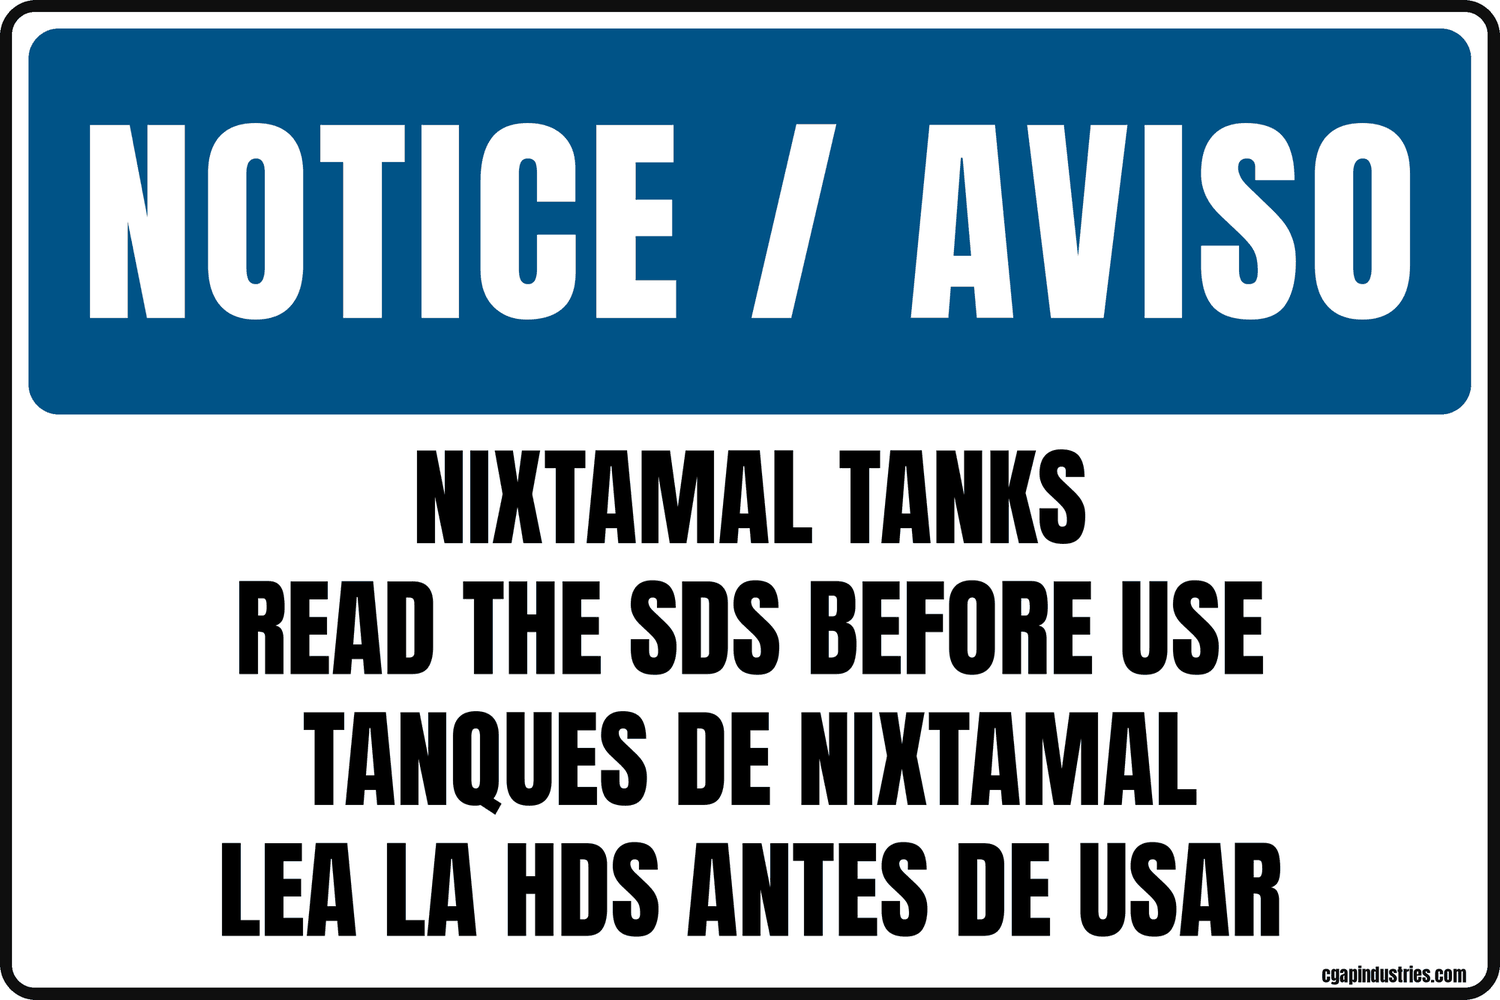 NOTICE / AVISO
NIXTAMAL TANKS
READ THE SDS BEFORE USE
TANQUES DE NIXTAMAL
LEA LA HDS ANTES DE USAR
cgapindustries.com